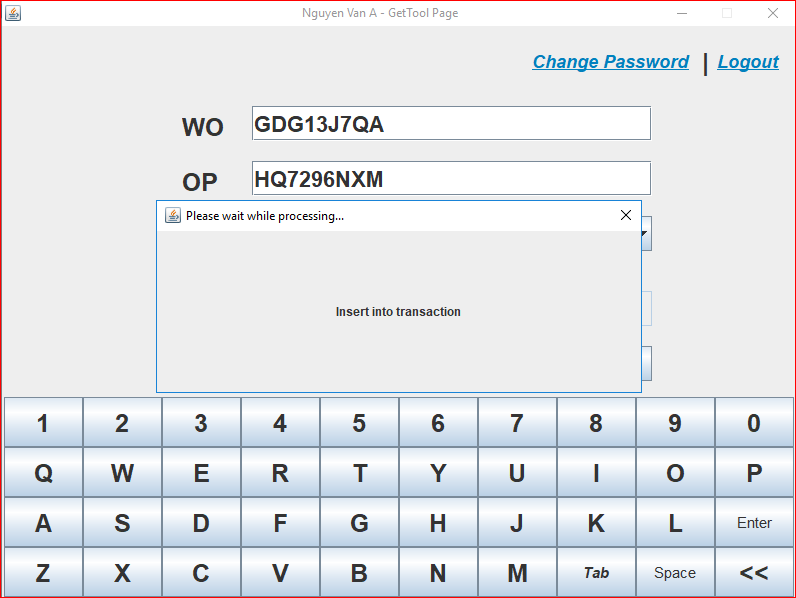 Nguyen Van A - GetTool Page
Change Password | Logout
WO GDG13J7QA
OP HQ7296NXM
Please wait while processing...
Insert into transaction
1 2 3 4 5 6 7 8 9 0
Q W E R T Y U I O P
A S D F G H J K L Enter
Z X C V B N M Tab Space <<